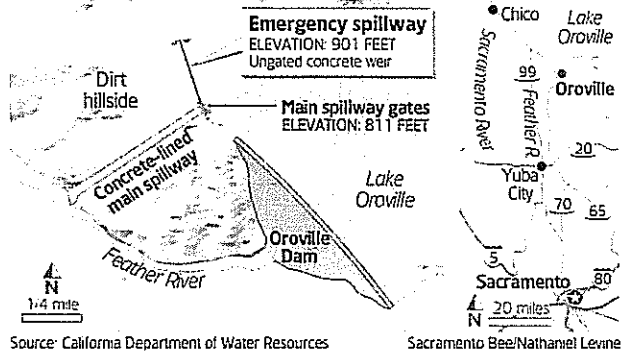 Emergency spillway
ELEVATION: 901 FEET
Ungated concrete weir
Dirt
hillside
Main spillway gates
ELEVATION: 811 FEET
Concrete-lined
main spillway
Lake
Oroville
Oroville
Dam
Feather River
N
1/4 mile
Source: California Department of Water Resources
Chico
Lake
Oroville
Sacramento River
99
Feather R.
Oroville
20
Yuba
City
70
65
5
Sacramento
80
N
20 miles
Sacramento Bee/Nathaniel Levine